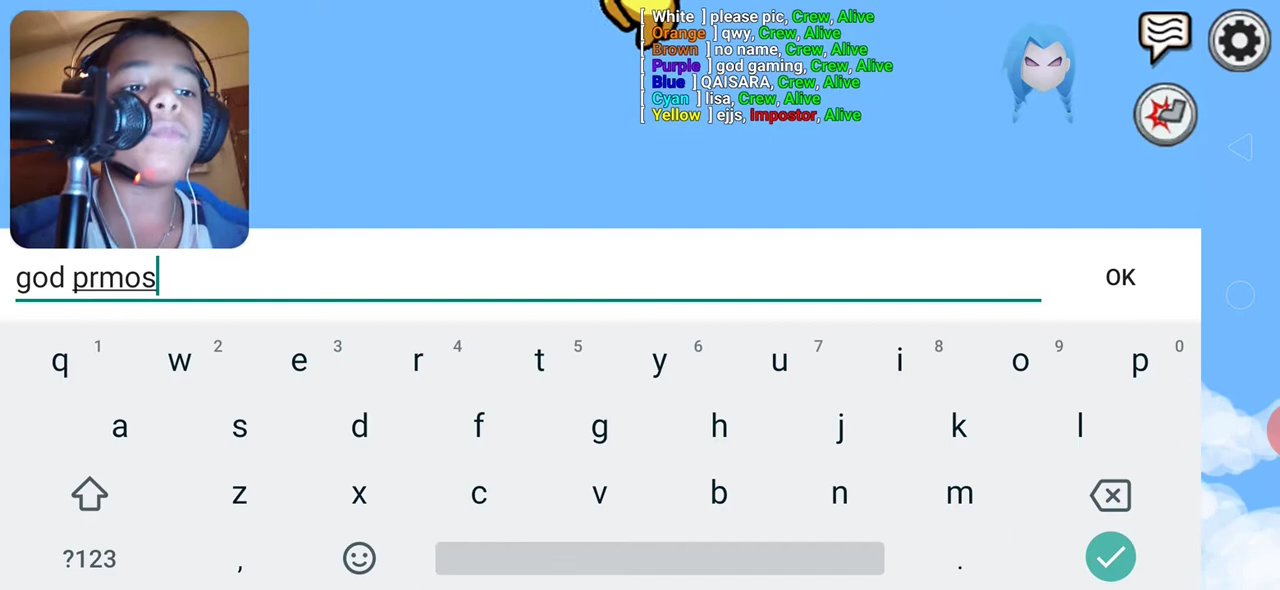 [ White ] please pic, Crew, Alive
[ Orange ] qwy, Crew, Alive
[ Brown ] no name, Crew, Alive
[ Purple ] god gaming, Crew, Alive
[ Blue ] QAISARA, Crew, Alive
[ Cyan ] lisa, Crew, Alive
[ Yellow ] ejjs, Impostor, Alive
god prmos OK
1 2 3 4 5 6 7 8 9 0
q w e r t y u i o p
a s d f g h j k l
z x c v b n m
?123 , .